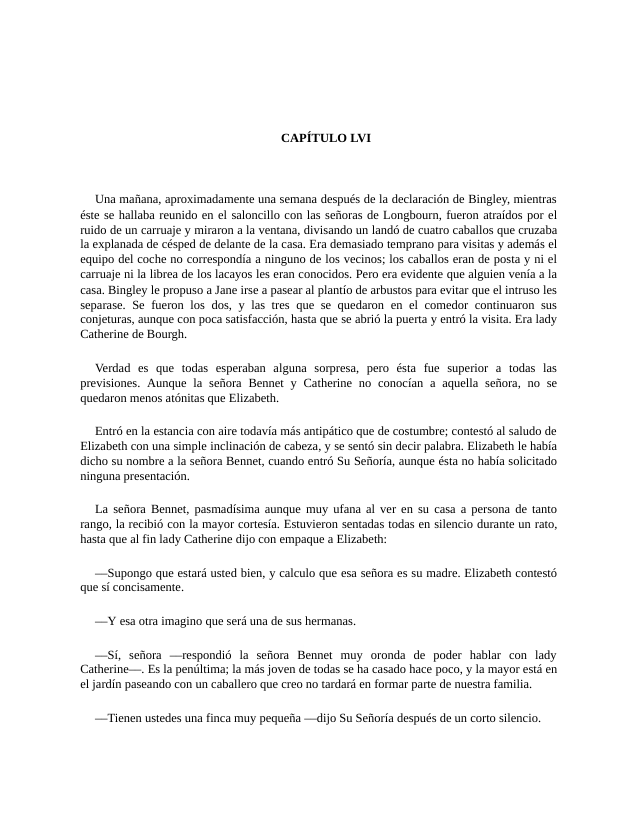 CAPÍTULO LVI
Una mañana, aproximadamente una semana después de la declaración de Bingley, mientras
éste se hallaba reunido en el saloncillo con las señoras de Longbourn, fueron atraídos por el
ruido de un carruaje y miraron a la ventana, divisando un landó de cuatro caballos que cruzaba
la explanada de césped de delante de la casa. Era demasiado temprano para visitas y además el
equipo del coche no correspondía a ninguno de los vecinos; los caballos eran de posta y ni el
carruaje ni la librea de los lacayos les eran conocidos. Pero era evidente que alguien venía a la
casa. Bingley le propuso a Jane irse a pasear al plantío de arbustos para evitar que el intruso les
separase. Se fueron los dos, y las tres que se quedaron en el comedor continuaron sus
conjeturas, aunque con poca satisfacción, hasta que se abrió la puerta y entró la visita. Era lady
Catherine de Bourgh.
Verdad es que todas esperaban alguna sorpresa, pero ésta fue superior a todas las
previsiones. Aunque la señora Bennet y Catherine no conocían a aquella señora, no se
quedaron menos atónitas que Elizabeth.
Entró en la estancia con aire todavía más antipático que de costumbre; contestó al saludo de
Elizabeth con una simple inclinación de cabeza, y se sentó sin decir palabra. Elizabeth le había
dicho su nombre a la señora Bennet, cuando entró Su Señoría, aunque ésta no había solicitado
ninguna presentación.
La señora Bennet, pasmadísima aunque muy ufana al ver en su casa a persona de tanto
rango, la recibió con la mayor cortesía. Estuvieron sentadas todas en silencio durante un rato,
hasta que al fin lady Catherine dijo con empaque a Elizabeth:
—Supongo que estará usted bien, y calculo que esa señora es su madre. Elizabeth contestó
que sí concisamente.
—Y esa otra imagino que será una de sus hermanas.
—Sí, señora —respondió la señora Bennet muy oronda de poder hablar con lady
Catherine—. Es la penúltima; la más joven de todas se ha casado hace poco, y la mayor está en
el jardín paseando con un caballero que creo no tardará en formar parte de nuestra familia.
—Tienen ustedes una finca muy pequeña —dijo Su Señoría después de un corto silencio.